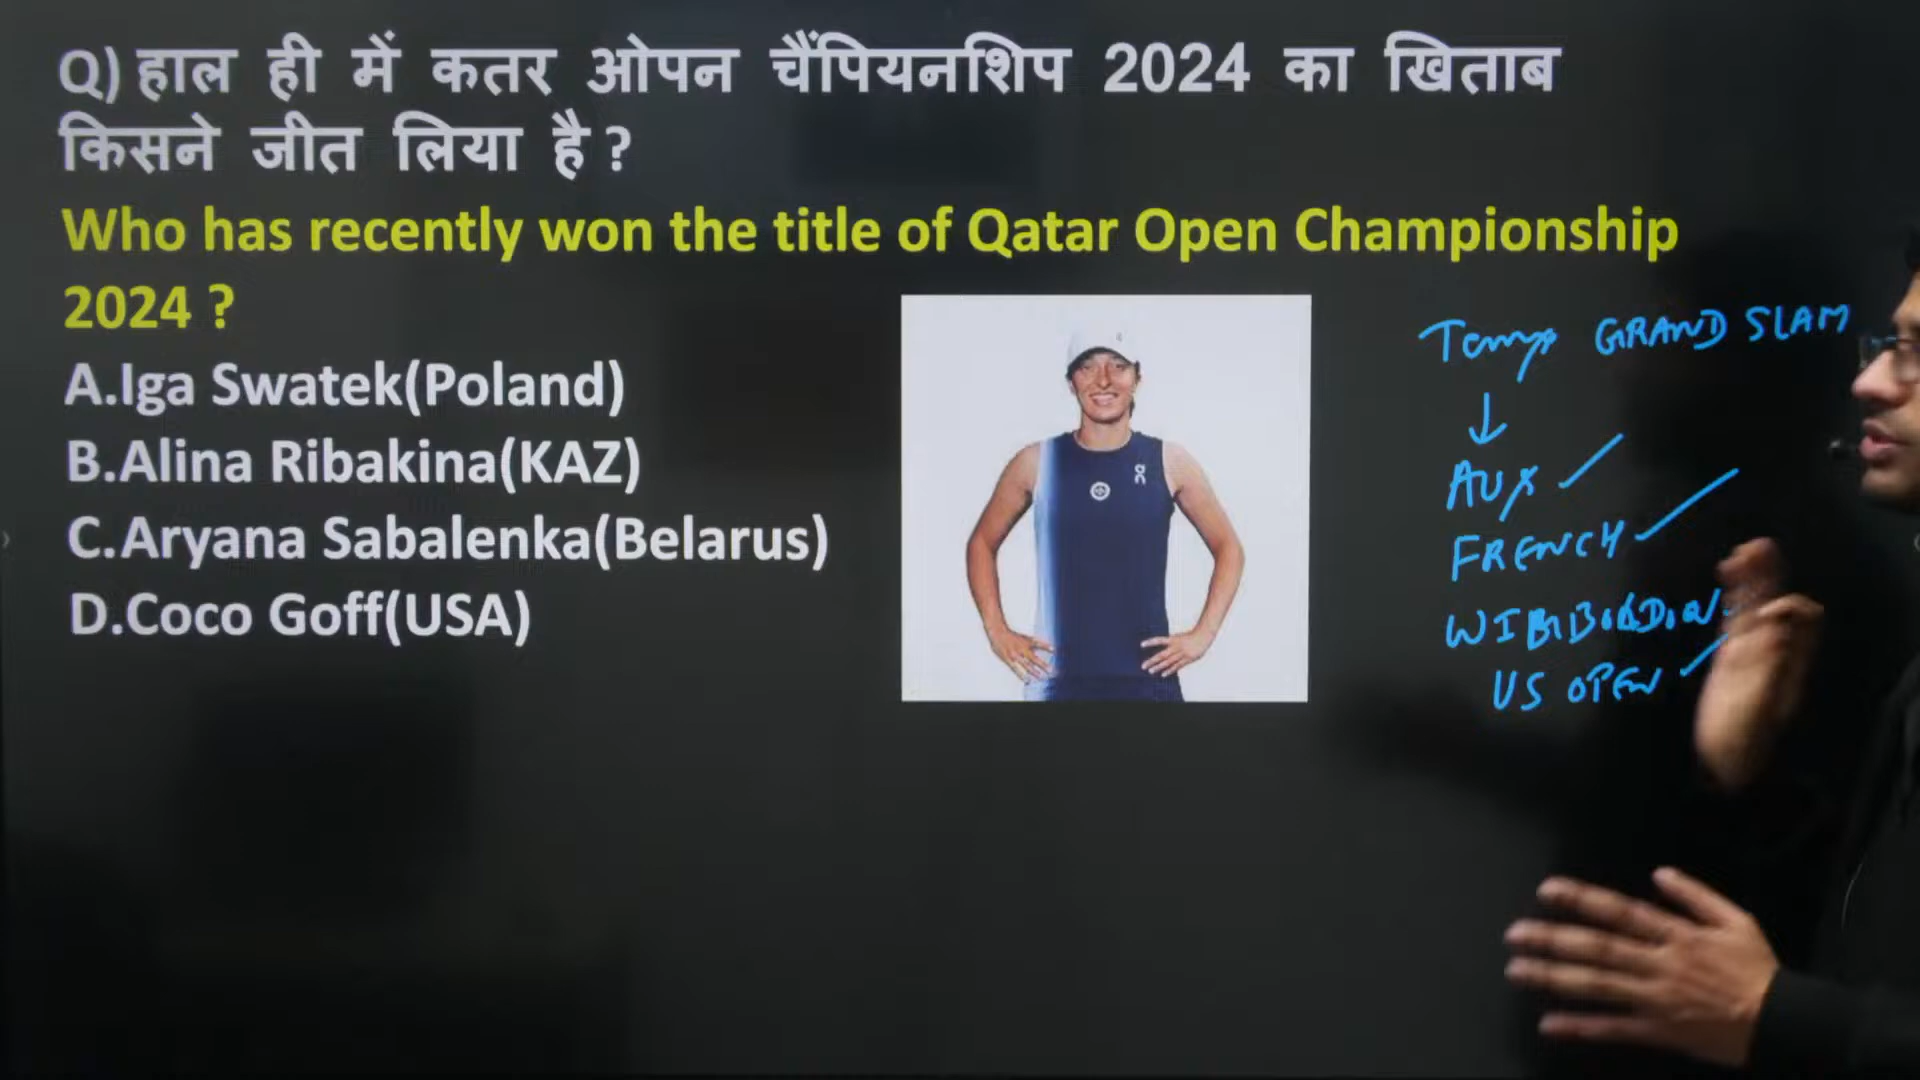 Q) हाल ही में कतर ओपन चैंपियनशिप 2024 का खिताब
किसने जीत लिया है ?
Who has recently won the title of Qatar Open Championship
2024 ?
A.Iga Swatek(Poland)
B.Alina Ribakina(KAZ)
C.Aryana Sabalenka(Belarus)
D.Coco Goff(USA)
GRAND SLAM
FRENCH
US OPEN